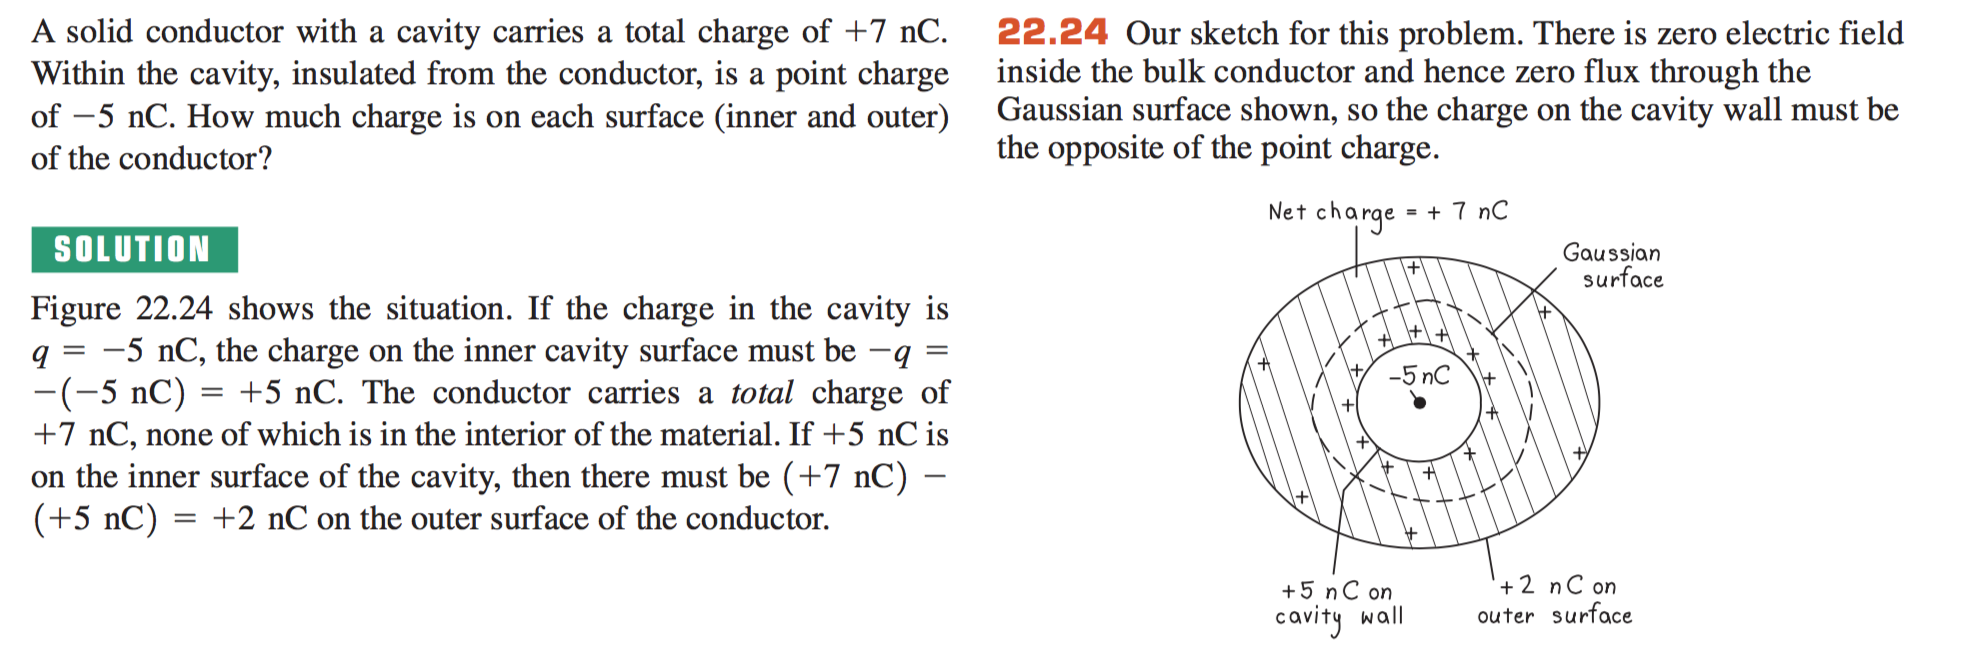 A solid conductor with a cavity carries a total charge of +7 nC.
Within the cavity, insulated from the conductor, is a point charge
of −5 nC. How much charge is on each surface (inner and outer)
of the conductor?
SOLUTION
Figure 22.24 shows the situation. If the charge in the cavity is
q = −5 nC, the charge on the inner cavity surface must be −q =
−(−5 nC) = +5 nC. The conductor carries a total charge of
+7 nC, none of which is in the interior of the material. If +5 nC is
on the inner surface of the cavity, then there must be (+7 nC) −
(+5 nC) = +2 nC on the outer surface of the conductor.
22.24 Our sketch for this problem. There is zero electric field
inside the bulk conductor and hence zero flux through the
Gaussian surface shown, so the charge on the cavity wall must be
the opposite of the point charge.
Net charge = + 7 nC
Gaussian
surface
-5 nC
+5 nC on
cavity wall
+2 nC on
outer surface